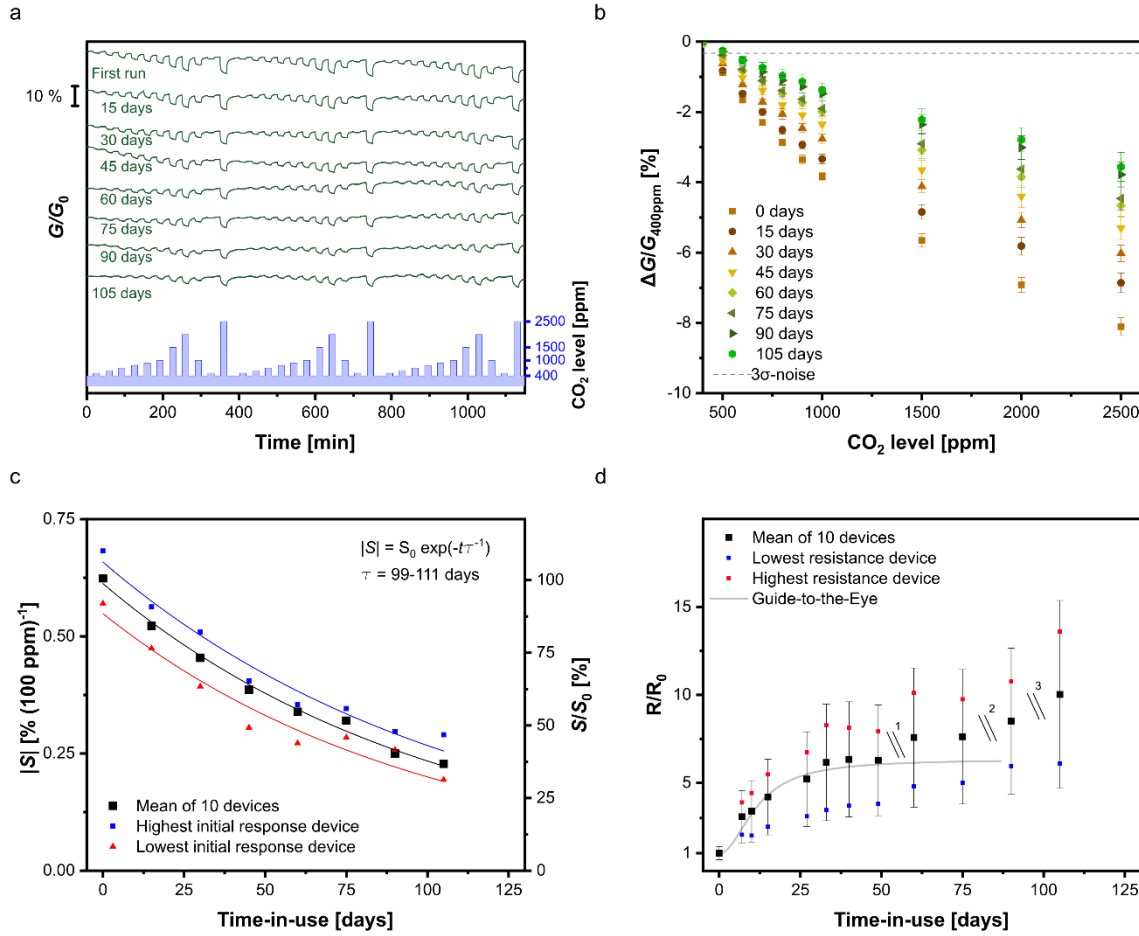 a
First run
10 %
15 days
30 days
45 days
60 days
75 days
90 days
105 days
G/G₀
2500
1500
1000
400
CO₂ level [ppm]
0 200 400 600 800 1000
Time [min]
b
0
-2
-4
-6
-8
-10
ΔG/G₄₀₀ₚₚₘ [%]
0 days
15 days
30 days
45 days
60 days
75 days
90 days
105 days
3σ-noise
500 1000 1500 2000 2500
CO₂ level [ppm]
c
0.75
0.50
0.25
0.00
|S| [% (100 ppm)⁻¹]
|S| = S₀ exp(-tτ⁻¹)
τ = 99-111 days
100
75
50
25
0
S/S₀ [%]
Mean of 10 devices
Highest initial response device
Lowest initial response device
0 25 50 75 100 125
Time-in-use [days]
d
Mean of 10 devices
Lowest resistance device
Highest resistance device
Guide-to-the-Eye
15
10
5
1
R/R₀
1
2
3
0 25 50 75 100 125
Time-in-use [days]